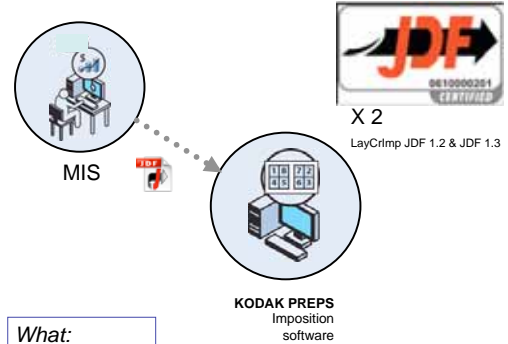 JDF
0610000201
CERTIFIED
X 2
LayCrImp JDF 1.2 & JDF 1.3
MIS
JDF
KODAK PREPS
Imposition
software
What: